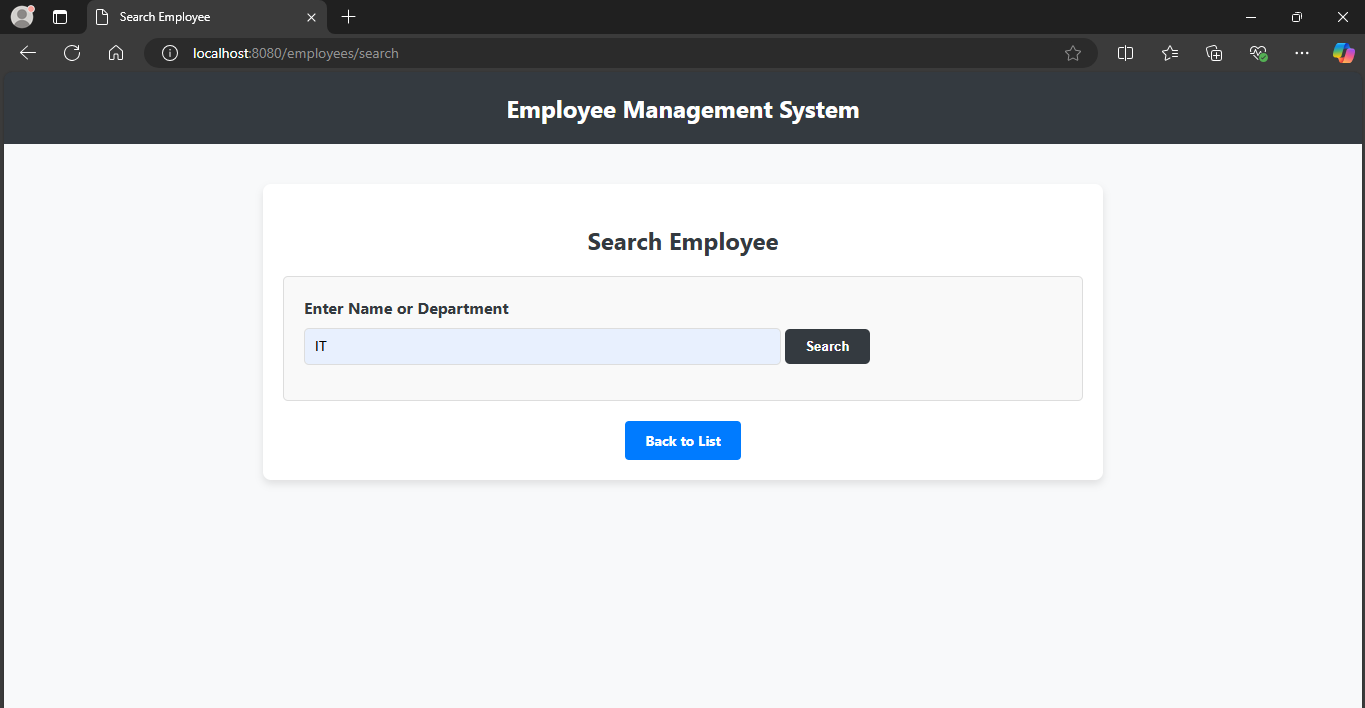 Search Employee
localhost:8080/employees/search
Employee Management System
Search Employee
Enter Name or Department
IT
Search
Back to List